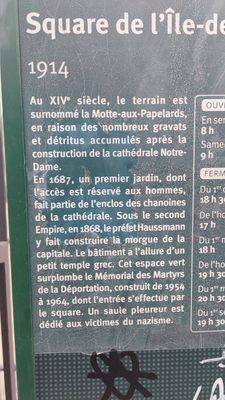 Square de l'Île-de
1914
Au XIVe siècle, le terrain est
surnommé la Motte-aux-Papelards,
en raison des nombreux gravats
et détritus accumulés après la
construction de la cathédrale Notre-
Dame.
En 1687, un premier jardin, dont
l'accès est réservé aux hommes,
fait partie de l'enclos des chanoines
de la cathédrale. Sous le second
Empire, en 1868, le préfet Haussmann
y fait construire la morgue de la
capitale. Le bâtiment a l'allure d'un
petit temple grec. Cet espace vert
surplombe le Mémorial des Martyrs
de la Déportation, construit de 1954
à 1964, dont l'entrée s'effectue par
le square. Un saule pleureur est
dédié aux victimes du nazisme.
OUV
En sem
8 h
Same
9 h
FERM
Du 1er
18 h
De l'ho
17 h
Du 1er m
18 h
De l'ho
19 h 30
Du 1er m
20 h 30
Du 1er se
19 h 30